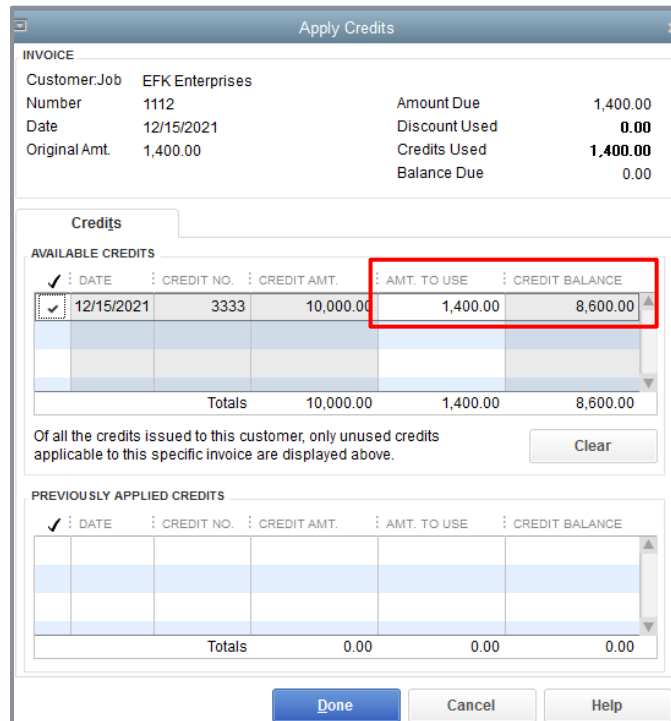 Apply Credits
INVOICE
Customer:Job EFK Enterprises
Number 1112 Amount Due 1,400.00
Date 12/15/2021 Discount Used 0.00
Original Amt. 1,400.00 Credits Used 1,400.00
Balance Due 0.00
Credits
AVAILABLE CREDITS
✓ DATE CREDIT NO. CREDIT AMT. AMT. TO USE CREDIT BALANCE
✓ 12/15/2021 3333 10,000.00 1,400.00 8,600.00
Totals 10,000.00 1,400.00 8,600.00
Of all the credits issued to this customer, only unused credits
applicable to this specific invoice are displayed above.
Clear
PREVIOUSLY APPLIED CREDITS
✓ DATE CREDIT NO. CREDIT AMT. AMT. TO USE CREDIT BALANCE
Totals 0.00 0.00 0.00
Done Cancel Help